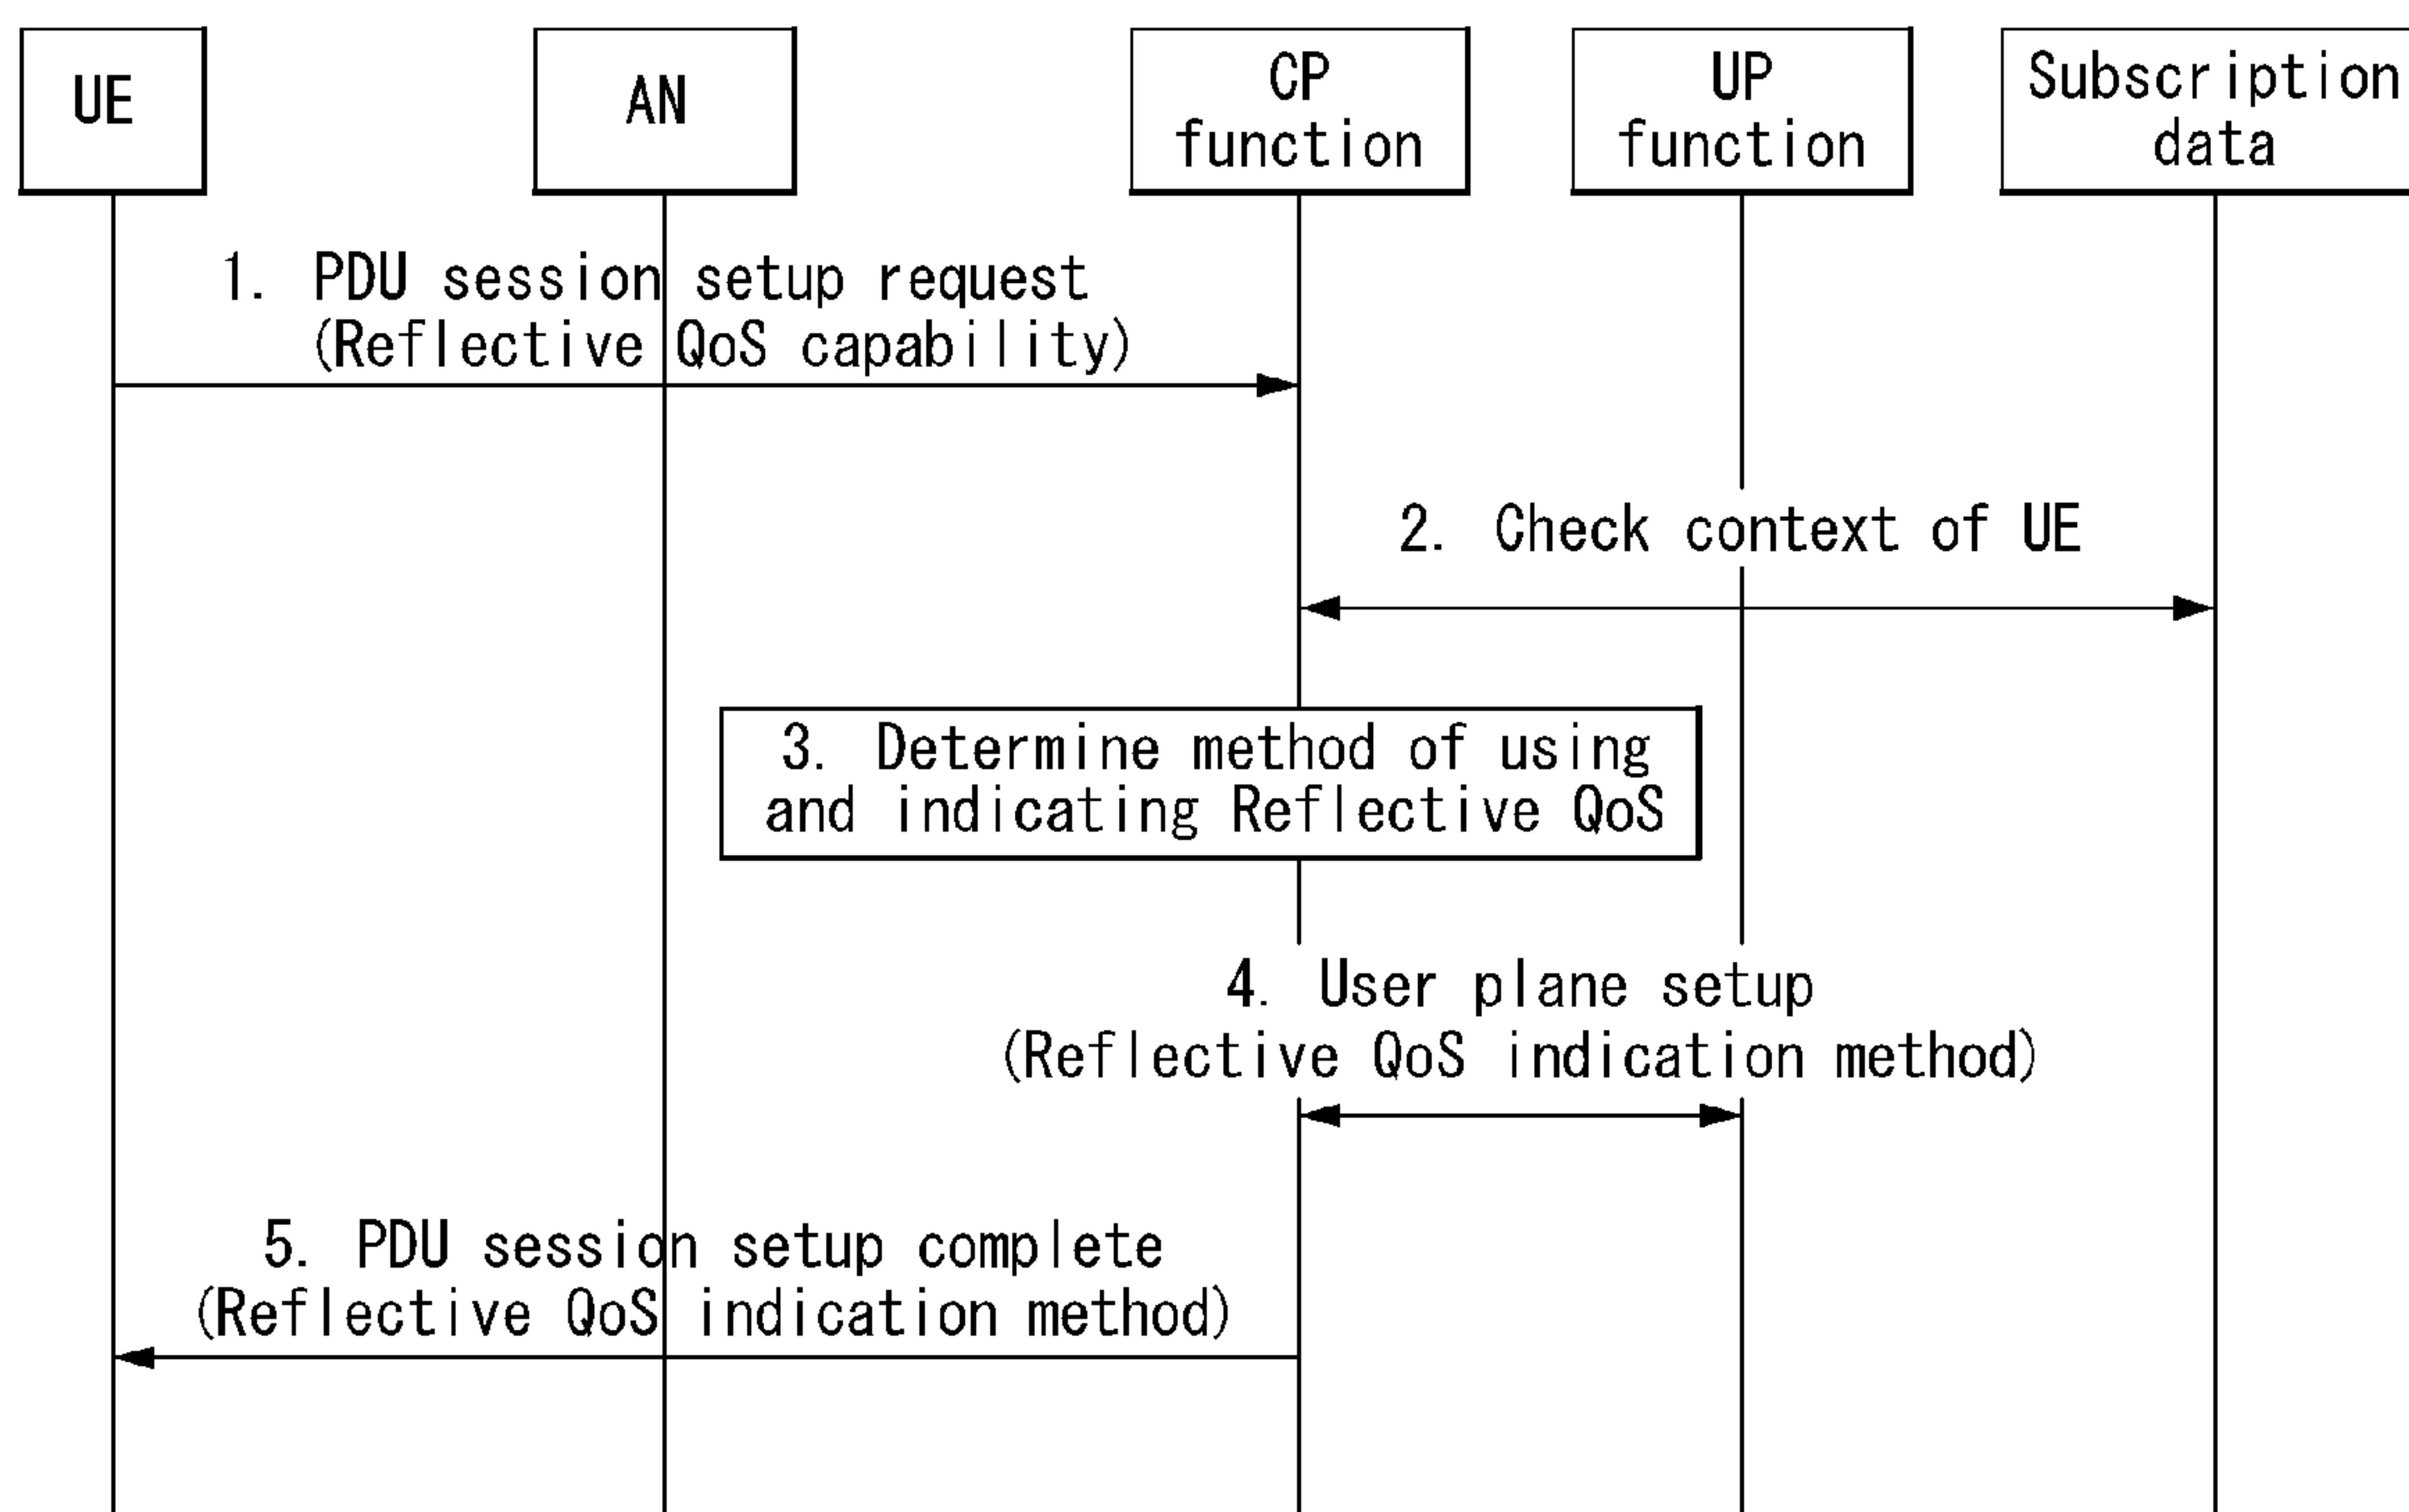 UE
AN
CP
function
UP
function
Subscription
data
1. PDU session setup request
(Reflective QoS capability)
2. Check context of UE
3. Determine method of using
and indicating Reflective QoS
4. User plane setup
(Reflective QoS indication method)
5. PDU session setup complete
(Reflective QoS indication method)